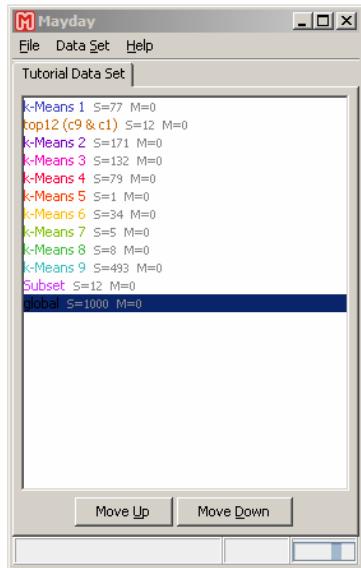 Mayday
File Data Set Help
Tutorial Data Set
k-Means 1 S=77 M=0
top12 (c9 & c1) S=12 M=0
k-Means 2 S=171 M=0
k-Means 3 S=132 M=0
k-Means 4 S=79 M=0
k-Means 5 S=1 M=0
k-Means 6 S=34 M=0
k-Means 7 S=5 M=0
k-Means 8 S=8 M=0
k-Means 9 S=493 M=0
Subset S=12 M=0
global S=1000 M=0
Move Up Move Down